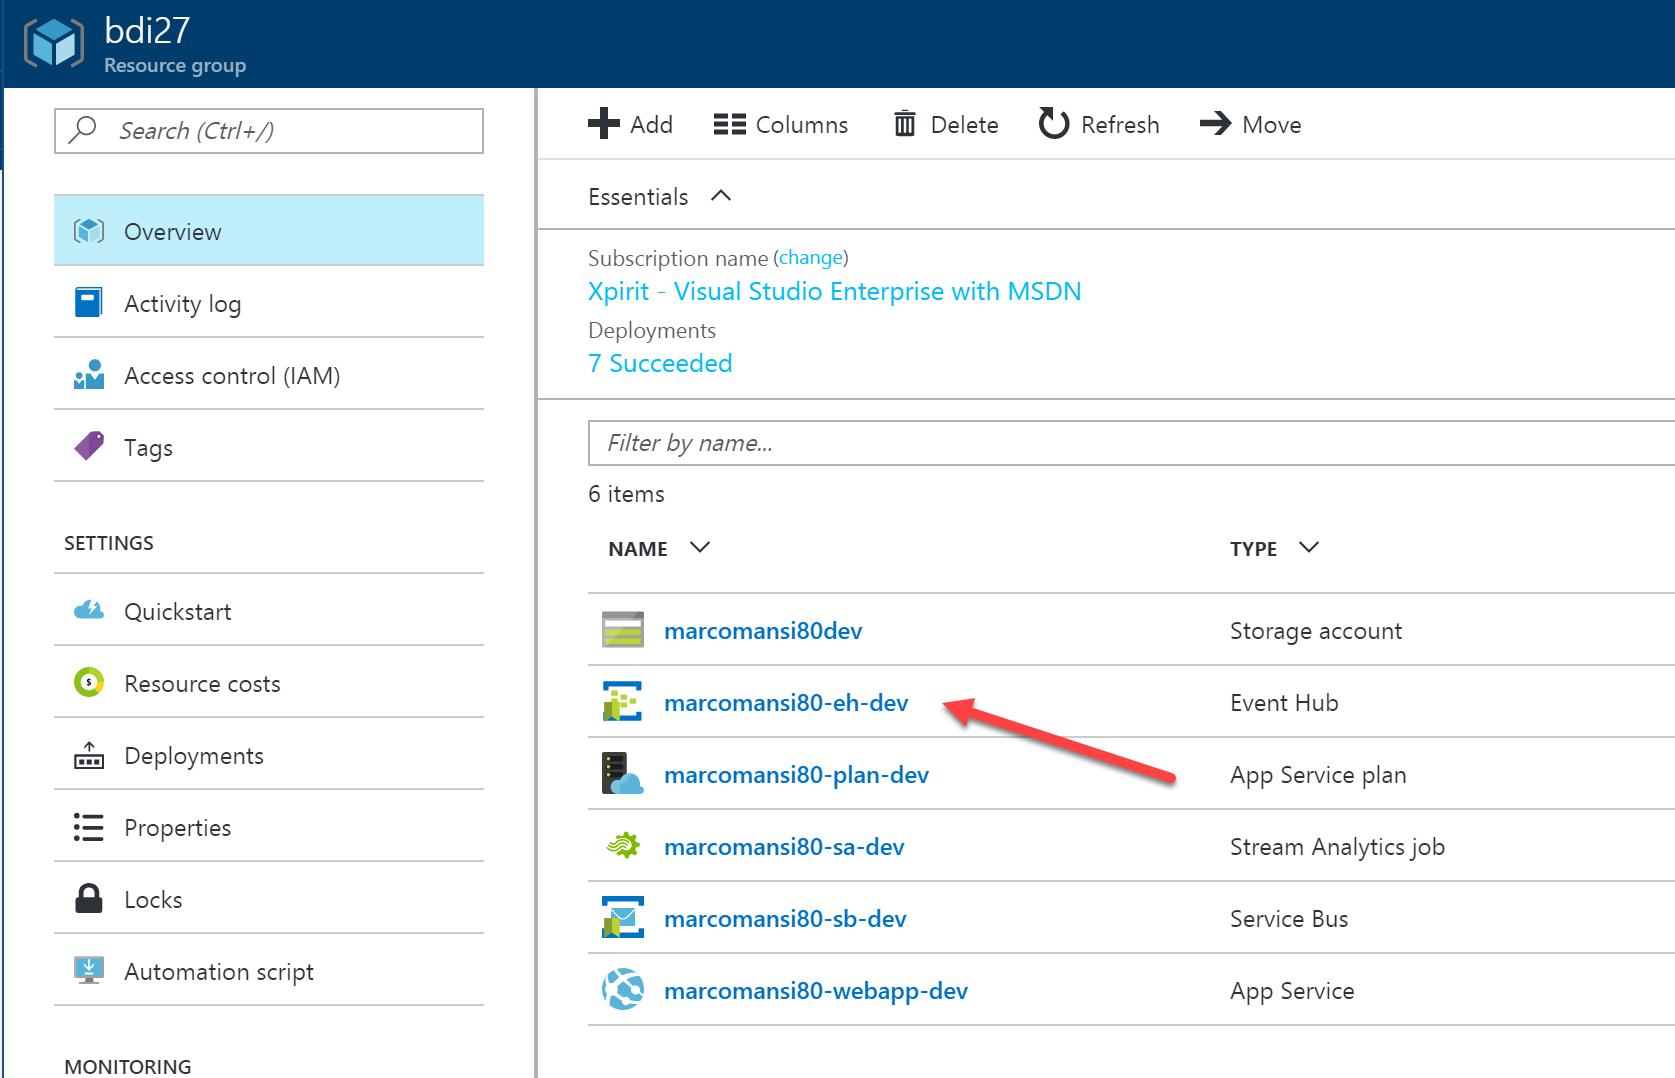 bdi27
Resource group
Search (Ctrl+/)
Overview
Activity log
Access control (IAM)
Tags
SETTINGS
Quickstart
Resource costs
Deployments
Properties
Locks
Automation script
MONITORING
Add Columns Delete Refresh Move
Essentials
Subscription name (change)
Xpirit - Visual Studio Enterprise with MSDN
Deployments
7 Succeeded
Filter by name...
6 items
NAME TYPE
marcomansi80dev Storage account
marcomansi80-eh-dev Event Hub
marcomansi80-plan-dev App Service plan
marcomansi80-sa-dev Stream Analytics job
marcomansi80-sb-dev Service Bus
marcomansi80-webapp-dev App Service